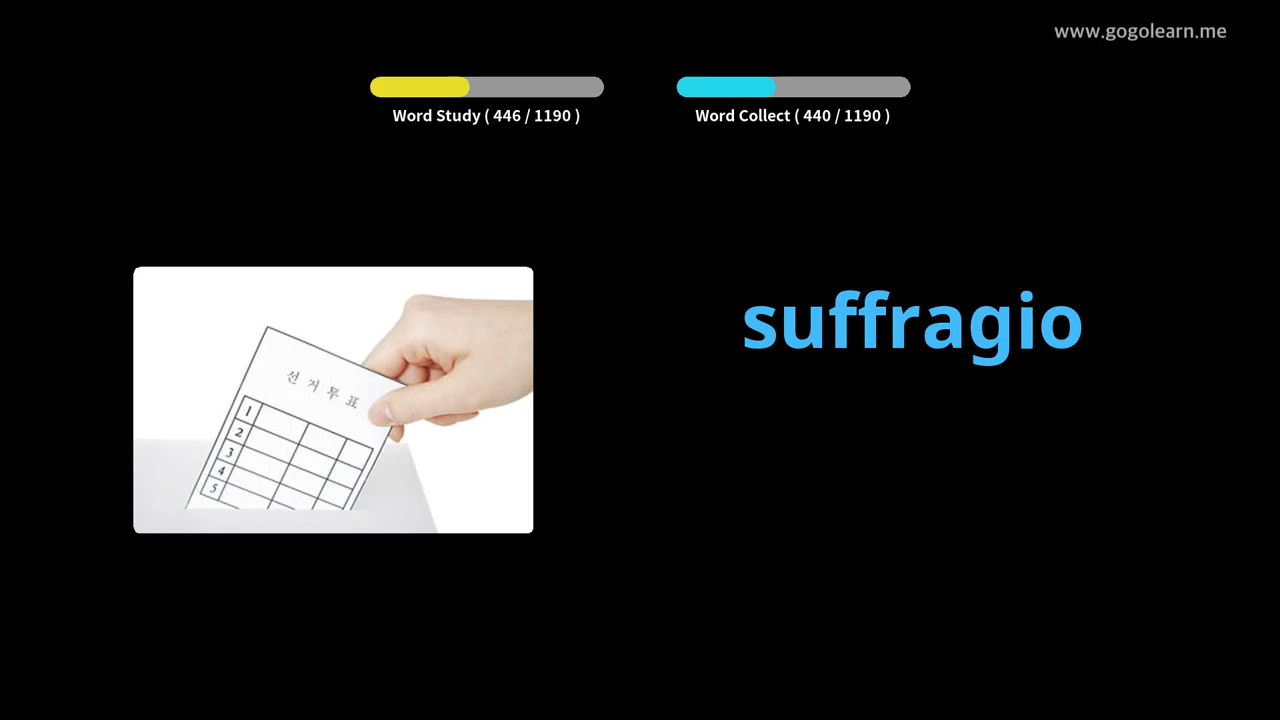 www.gogolearn.me
Word Study ( 446 / 1190 )
Word Collect ( 440 / 1190 )
suffragio
선거투표
1
2
3
4
5